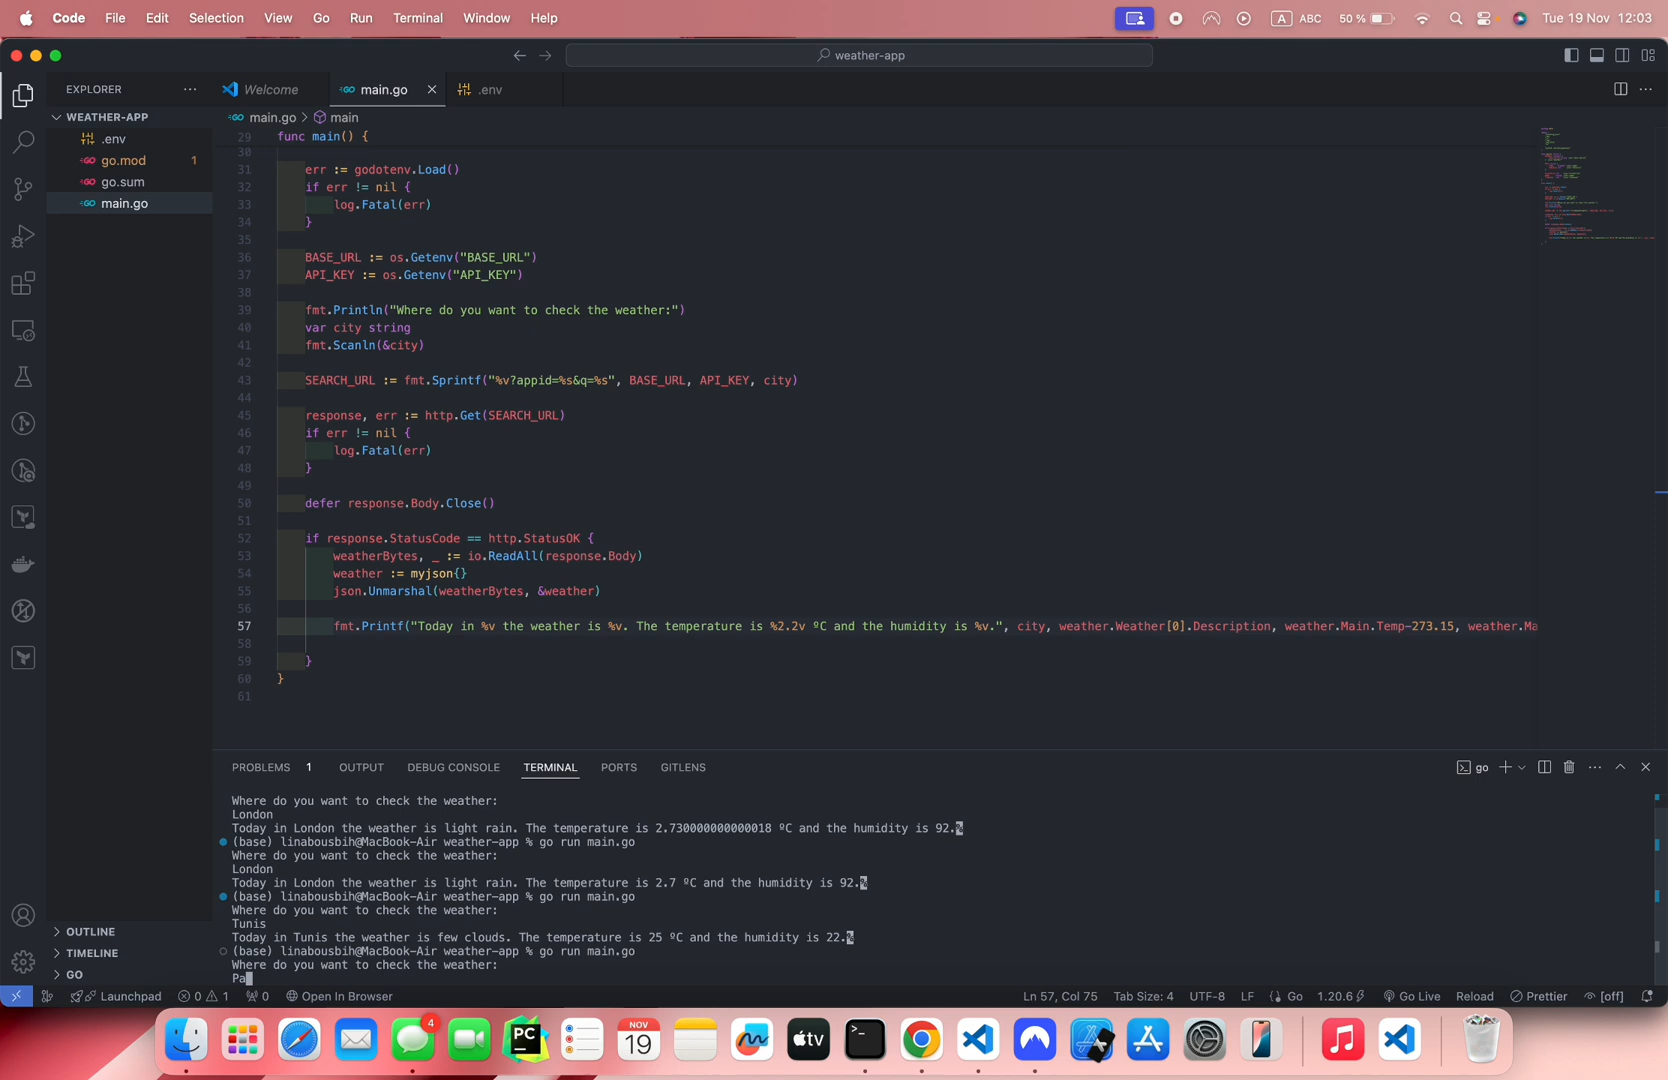 Code File Edit Selection View Go Run Terminal Window Help
A ABC 50 % Tue 19 Nov 12:03
weather-app
EXPLORER
Welcome main.go .env
WEATHER-APP
.env
go.mod 1
go.sum
main.go
main.go > main
29 func main() {
30
31 err := godotenv.Load()
32 if err != nil {
33 log.Fatal(err)
34 }
35
36 BASE_URL := os.Getenv("BASE_URL")
37 API_KEY := os.Getenv("API_KEY")
38
39 fmt.Println("Where do you want to check the weather:")
40 var city string
41 fmt.Scanln(&city)
42
43 SEARCH_URL := fmt.Sprintf("%v?appid=%s&q=%s", BASE_URL, API_KEY, city)
44
45 response, err := http.Get(SEARCH_URL)
46 if err != nil {
47 log.Fatal(err)
48 }
49
50 defer response.Body.Close()
51
52 if response.StatusCode == http.StatusOK {
53 weatherBytes, _ := io.ReadAll(response.Body)
54 weather := myjson{}
55 json.Unmarshal(weatherBytes, &weather)
56
57 fmt.Printf("Today in %v the weather is %v. The temperature is %2.2v ºC and the humidity is %v.", city, weather.Weather[0].Description, weather.Main.Temp-273.15, weather.Ma
58
59 }
60 }
61
PROBLEMS 1 OUTPUT DEBUG CONSOLE TERMINAL PORTS GITLENS
go
Where do you want to check the weather:
London
Today in London the weather is light rain. The temperature is 2.730000000000018 ºC and the humidity is 92.%
(base) linabousbih@MacBook-Air weather-app % go run main.go
Where do you want to check the weather:
London
Today in London the weather is light rain. The temperature is 2.7 ºC and the humidity is 92.%
(base) linabousbih@MacBook-Air weather-app % go run main.go
Where do you want to check the weather:
Tunis
Today in Tunis the weather is few clouds. The temperature is 25 ºC and the humidity is 22.%
(base) linabousbih@MacBook-Air weather-app % go run main.go
Where do you want to check the weather:
Pa
OUTLINE
TIMELINE
GO
Launchpad 0 1 0 Open In Browser
Ln 57, Col 75 Tab Size: 4 UTF-8 LF Go 1.20.6 Go Live Reload Prettier [off]
4
PC
NOV
19
tv